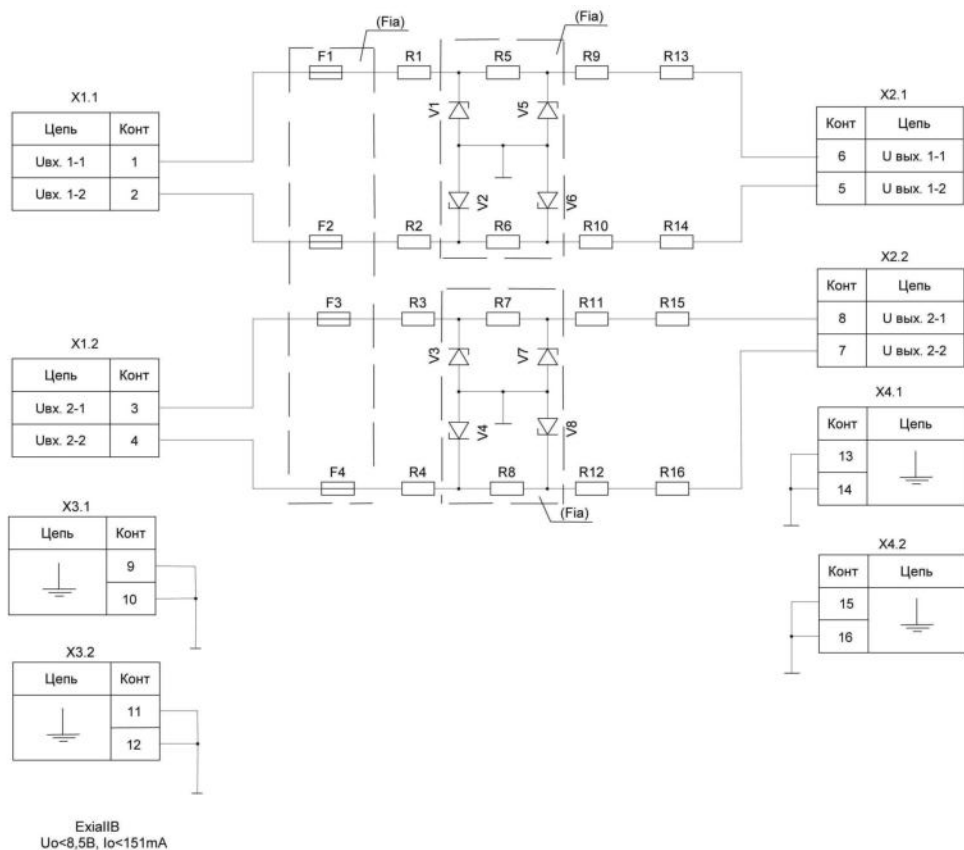 (Fia)
(Fia)
F1 R1 R5 R9 R13
V1 V5
V2 V6
F2 R2 R6 R10 R14
X1.1
Цепь Конт
Uвх. 1-1 1
Uвх. 1-2 2
X2.1
Конт Цепь
6 U вых. 1-1
5 U вых. 1-2
F3 R3 R7 R11 R15
V3 V7
V4 V8
F4 R4 R8 R12 R16
(Fia)
X1.2
Цепь Конт
Uвх. 2-1 3
Uвх. 2-2 4
X2.2
Конт Цепь
8 U вых. 2-1
7 U вых. 2-2
X3.1
Цепь Конт
9
10
X4.1
Конт Цепь
13
14
X3.2
Цепь Конт
11
12
X4.2
Конт Цепь
15
16
ExiaIIB
Uo<8,5В, Io<151mA